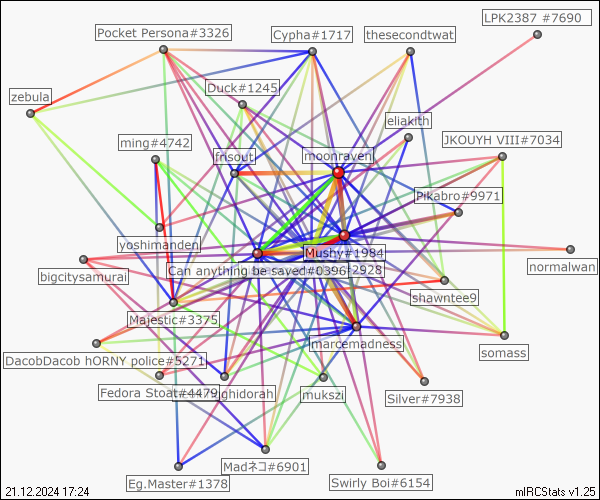 LPK2387 #7690
Pocket Persona#3326
Cypha#1717
thesecondtwat
Duck#1245
zebula
eliakith
ming#4742
JKOUYH VIII#7034
frisout
moonraven
Pikabro#9971
yoshimanden
Mushy#1984
bigcitysamurai
Can anything be saved#0396
2928
normalwan
shawntee9
Majestic#3375
marcemadness
somass
DacobDacob hORNY police#5271
Fedora Stoat#4479
ghidorah
mukszi
Silver#7938
Madネコ#6901
Eg.Master#1378
Swirly Boi#6154
21.12.2024 17:24
mIRCStats v1.25